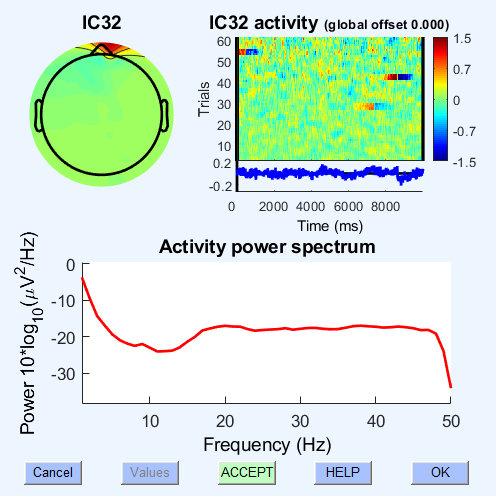 IC32
IC32 activity (global offset 0.000)
Trials
60
50
40
30
20
10
1.5
0.7
0
-0.7
-1.5
0.2
-0.2
0 2000 4000 6000 8000
Time (ms)
Activity power spectrum
Power 10*log10(μV2/Hz)
0
-10
-20
-30
10 20 30 40 50
Frequency (Hz)
Cancel Values ACCEPT HELP OK